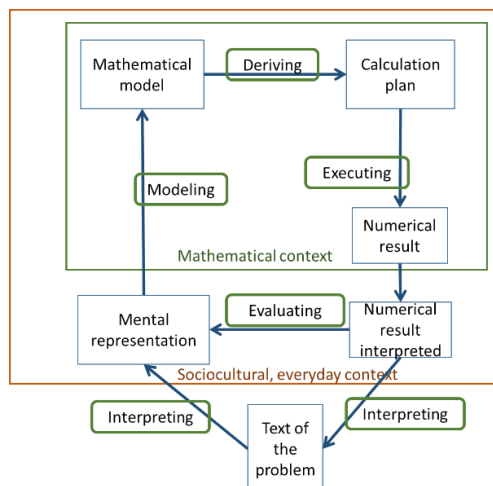 Mathematical
model
Deriving
Calculation
plan
Modeling
Executing
Numerical
result
Mathematical context
Mental
representation
Evaluating
Numerical
result
interpreted
Sociocultural, everyday context
Interpreting
Interpreting
Text of
the
problem